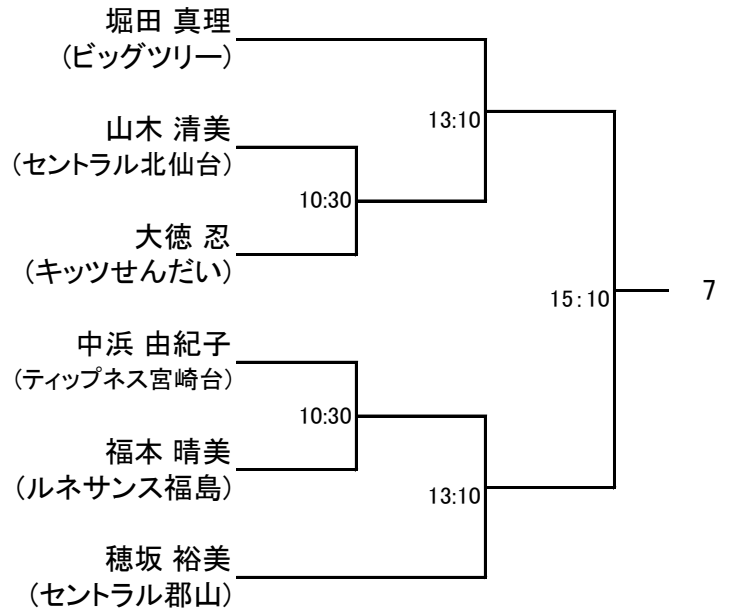 堀田 真理
(ビッグツリー)
13:10
山木 清美
(セントラル北仙台)
10:30
大徳 忍
(キッツせんだい)
15:10
7
中浜 由紀子
(ティップネス宮崎台)
10:30
福本 晴美
(ルネサンス福島)
13:10
穂坂 裕美
(セントラル郡山)